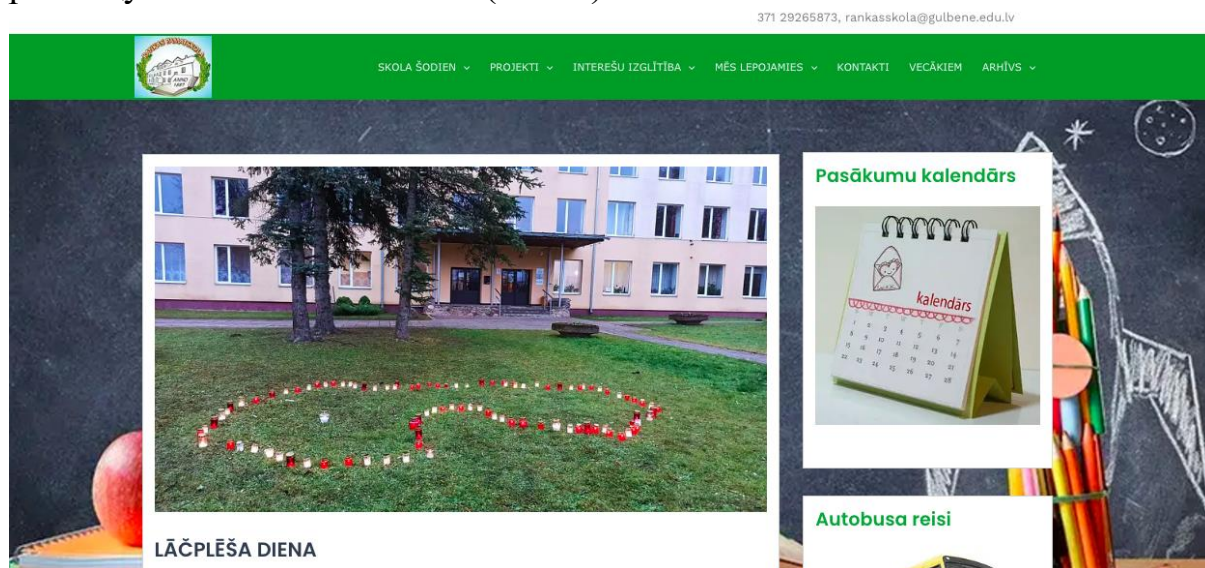 371 29265873, rankasskola@gulbene.edu.lv
SKOLA ŠODIEN PROJEKTI INTEREŠU IZGLĪTĪBA MĒS LEPOJAMIES KONTAKTI VECĀKIEM ARHĪVS
Pasākumu kalendārs
kalendārs
LĀČPLĒŠA DIENA
Autobusa reisi